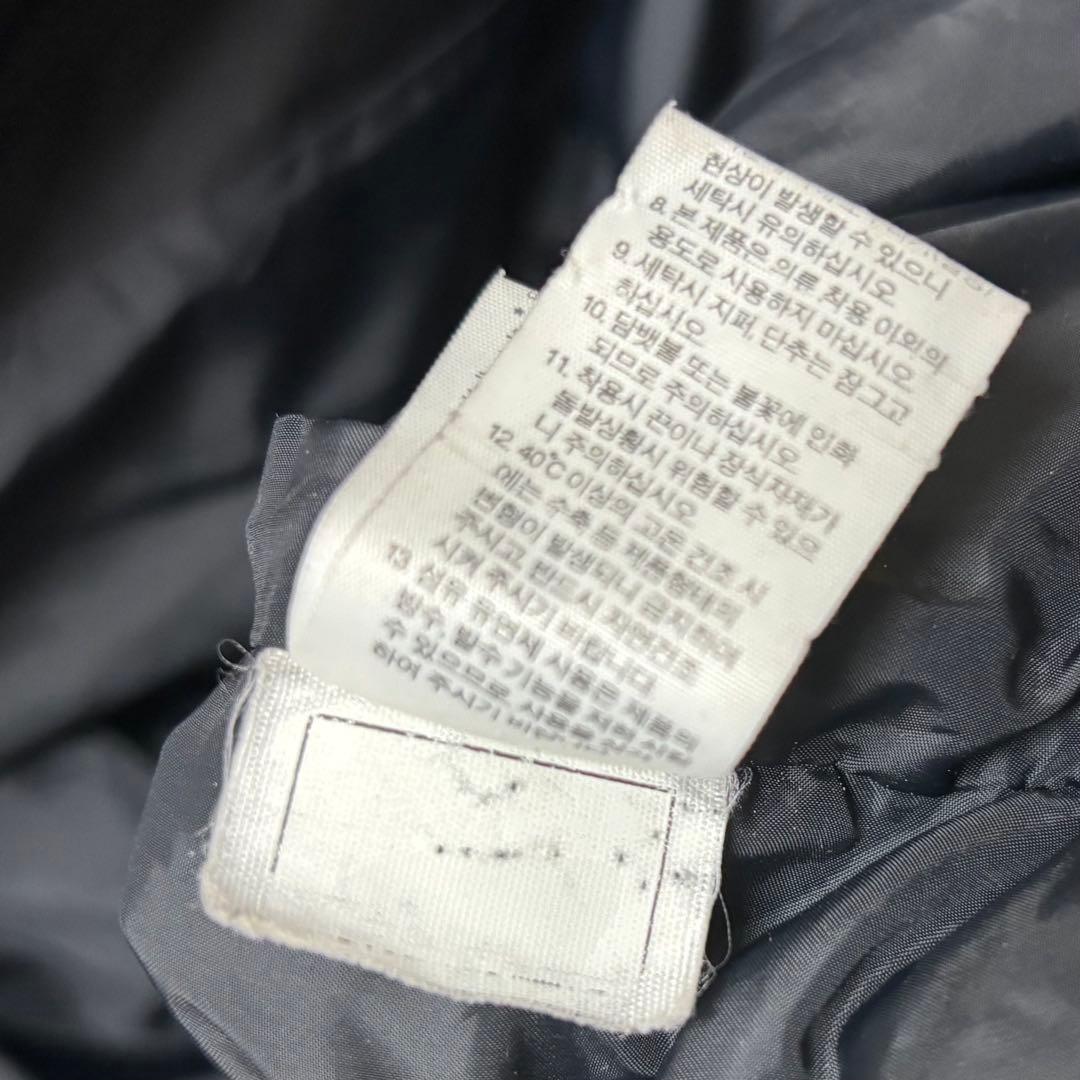 현상이 발생할 수 있으니
세탁시 유의하십시오
8. 본 제품은 의류 착용 이외의
용도로 사용하지 마십시오
9. 세탁시 지퍼, 단추는 잠그고
하십시오
10. 담뱃불 또는 불꽃에 인화
되므로 주의하십시오
11. 착용시 끈이나 장식자재가
돌발상황시 위험할 수 있으
니 주의하십시오
12. 40℃ 이상의 고온 건조 시
에는 수축 등 제품형태의
변형이 발생되니 금지하여
주시고 반드시 자연건조
시켜 주시기 바랍니다
13 섬유 유연제 사용은 제품의
방수, 발수 기능을 저하시킬
수 있으므로 사용을
하여 주시기